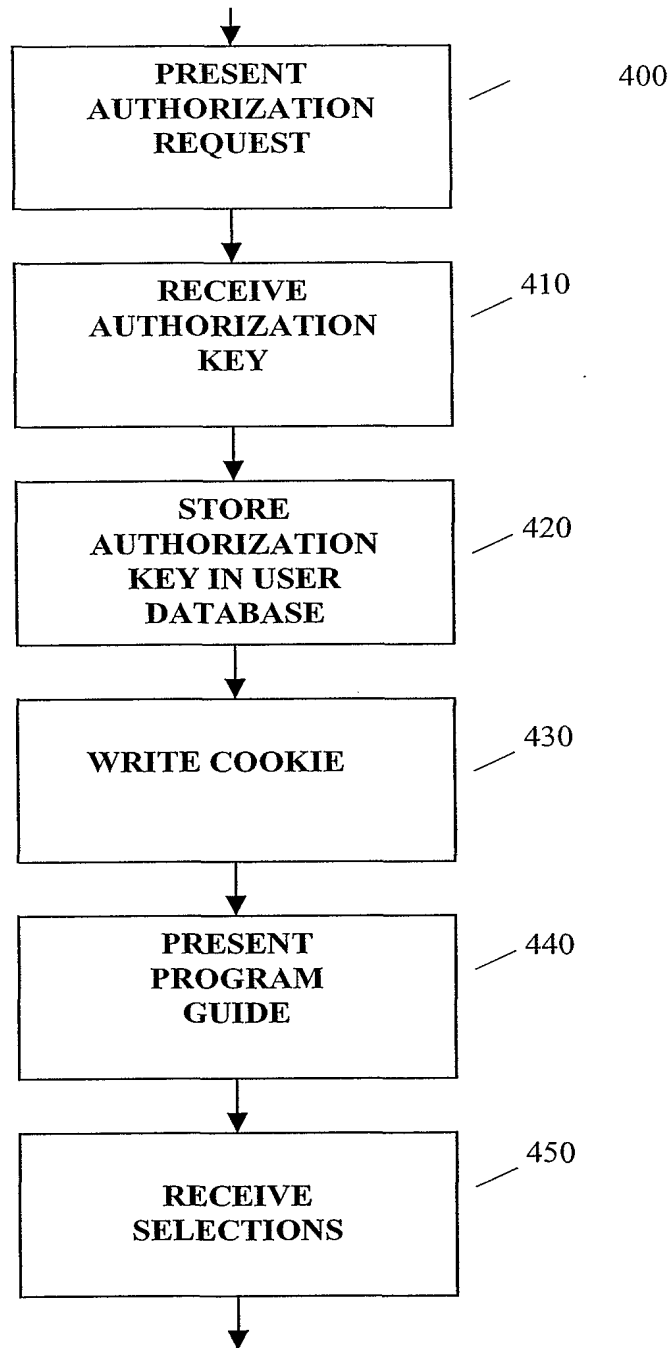 PRESENT
AUTHORIZATION
REQUEST
400
RECEIVE
AUTHORIZATION
KEY
410
STORE
AUTHORIZATION
KEY IN USER
DATABASE
420
WRITE COOKIE
430
PRESENT
PROGRAM
GUIDE
440
RECEIVE
SELECTIONS
450